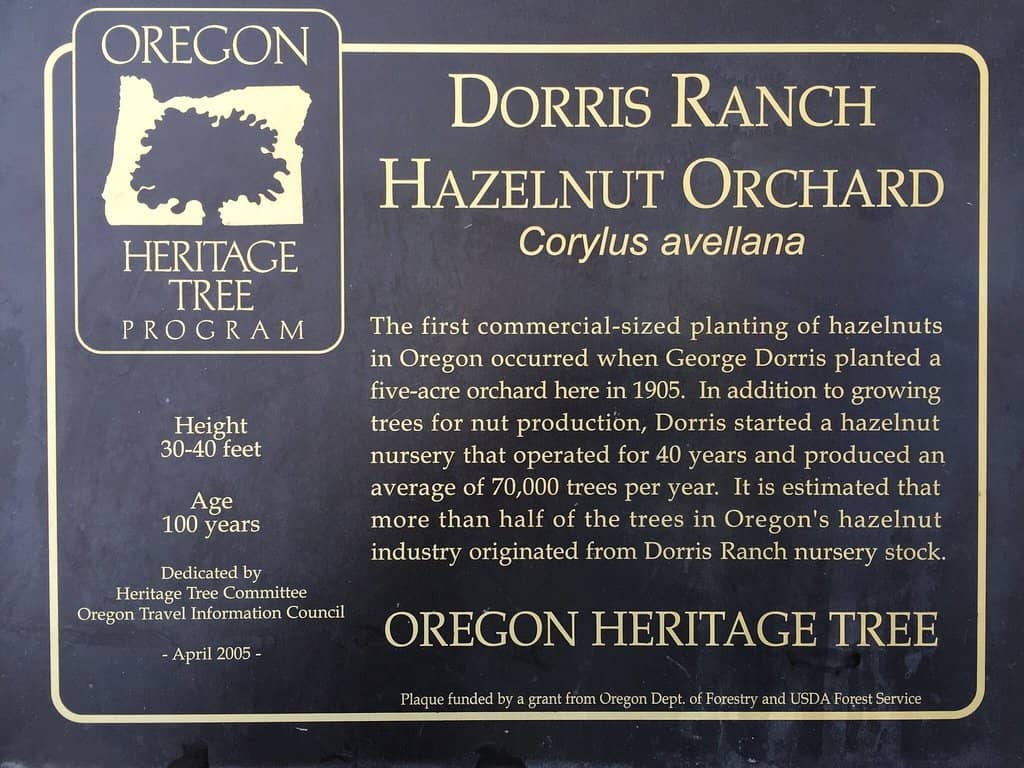 OREGON
HERITAGE
TREE
PROGRAM
Height
30-40 feet
Age
100 years
Dedicated by
Heritage Tree Committee
Oregon Travel Information Council
- April 2005 -
DORRIS RANCH
HAZELNUT ORCHARD
Corylus avellana
The first commercial-sized planting of hazelnuts
in Oregon occurred when George Dorris planted a
five-acre orchard here in 1905. In addition to growing
trees for nut production, Dorris started a hazelnut
nursery that operated for 40 years and produced an
average of 70,000 trees per year. It is estimated that
more than half of the trees in Oregon's hazelnut
industry originated from Dorris Ranch nursery stock.
OREGON HERITAGE TREE
Plaque funded by a grant from Oregon Dept. of Forestry and USDA Forest Service